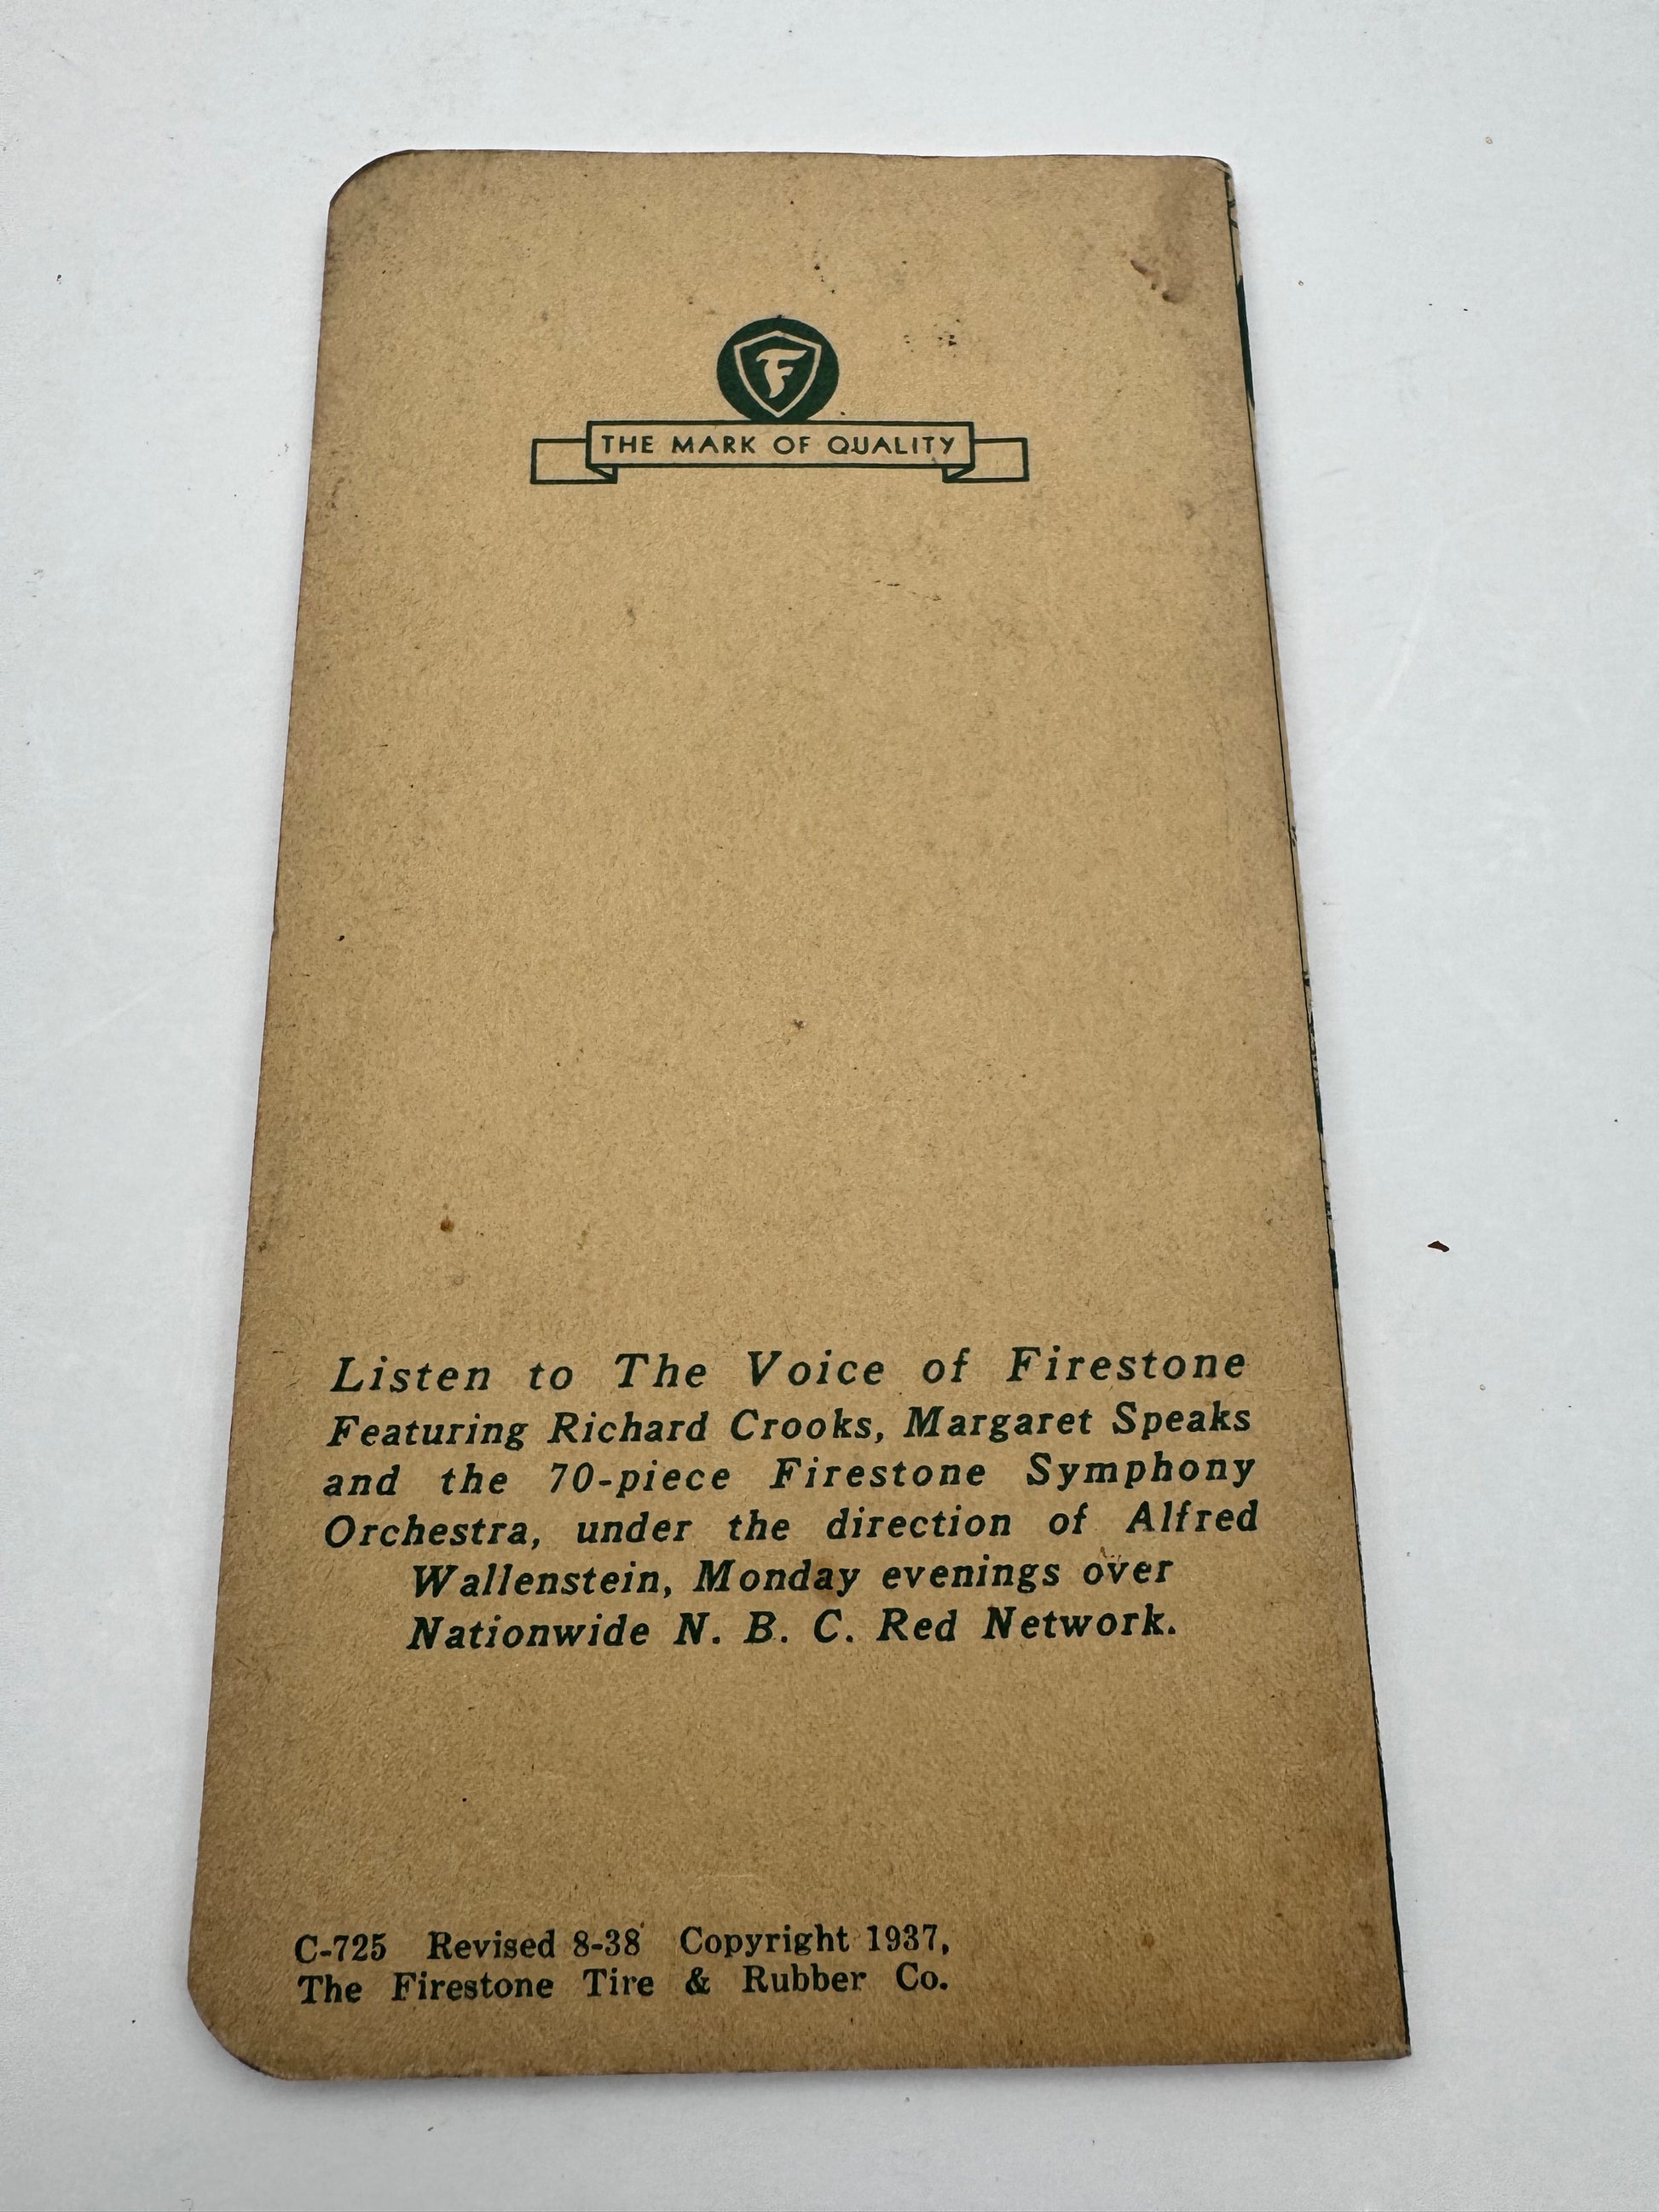 F
THE MARK OF QUALITY
Listen to The Voice of Firestone
Featuring Richard Crooks, Margaret Speaks
and the 70-piece Firestone Symphony
Orchestra, under the direction of Alfred
Wallenstein, Monday evenings over
Nationwide N. B. C. Red Network.
C-725 Revised 8-38 Copyright 1937,
The Firestone Tire & Rubber Co.